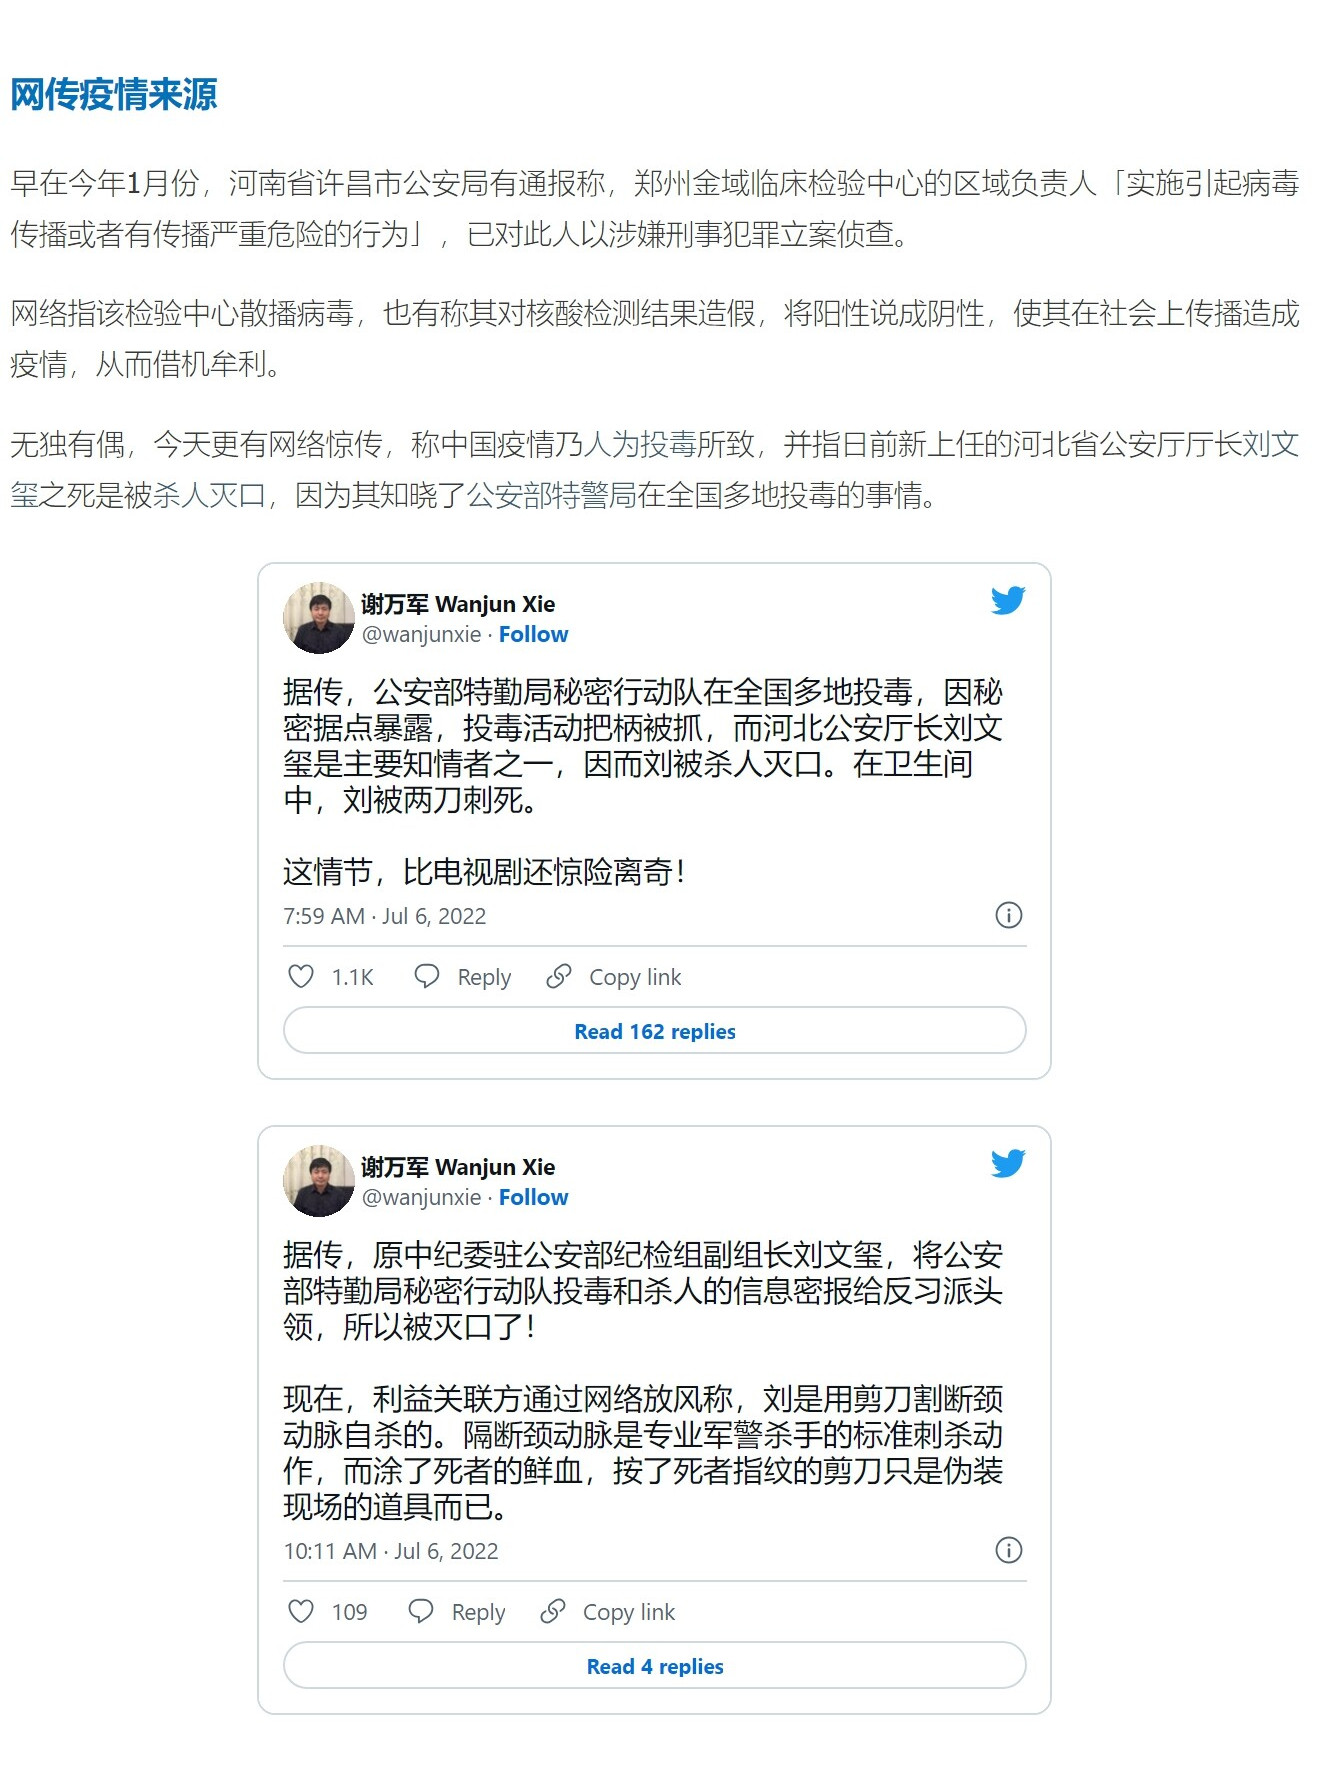 网传疫情来源
早在今年1月份，河南省许昌市公安局有通报称，郑州金域临床检验中心的区域负责人「实施引起病毒
传播或者有传播严重危险的行为」，已对此人以涉嫌刑事犯罪立案侦查。
网络指该检验中心散播病毒，也有称其对核酸检测结果造假，将阳性说成阴性，使其在社会上传播造成
疫情，从而借机牟利。
无独有偶，今天更有网络惊传，称中国疫情乃人为投毒所致，并指日前新上任的河北省公安厅厅长刘文
玺之死是被杀人灭口，因为其知晓了公安部特警局在全国多地投毒的事情。
谢万军 Wanjun Xie
@wanjunxie · Follow
据传，公安部特勤局秘密行动队在全国多地投毒，因秘
密据点暴露，投毒活动把柄被抓，而河北公安厅长刘文
玺是主要知情者之一，因而刘被杀人灭口。在卫生间
中，刘被两刀刺死。
这情节，比电视剧还惊险离奇！
7:59 AM · Jul 6, 2022
1.1K Reply Copy link
Read 162 replies
谢万军 Wanjun Xie
@wanjunxie · Follow
据传，原中纪委驻公安部纪检组副组长刘文玺，将公安
部特勤局秘密行动队投毒和杀人的信息密报给反习派头
领，所以被灭口了！
现在，利益关联方通过网络放风称，刘是用剪刀割断颈
动脉自杀的。隔断颈动脉是专业军警杀手的标准刺杀动
作，而涂了死者的鲜血，按了死者指纹的剪刀只是伪装
现场的道具而已。
10:11 AM · Jul 6, 2022
109 Reply Copy link
Read 4 replies